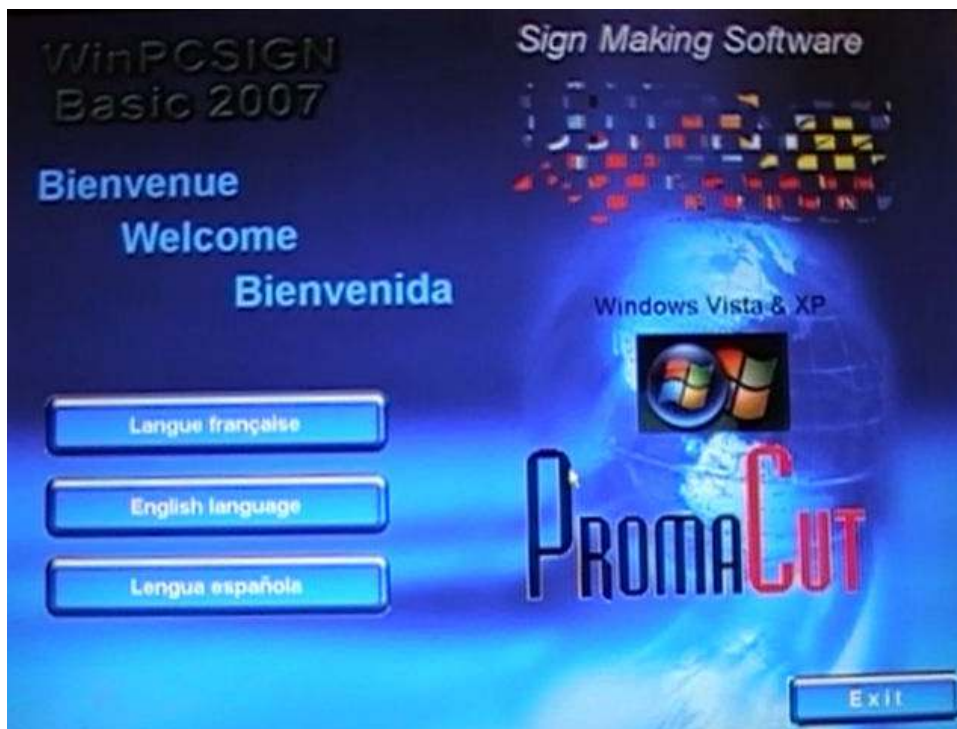 WinPCSIGN
Basic 2007
Sign Making Software
Bienvenue
Welcome
Bienvenida
Windows Vista & XP
Langue française
English language
Lengua española
PROMACUT
Exit